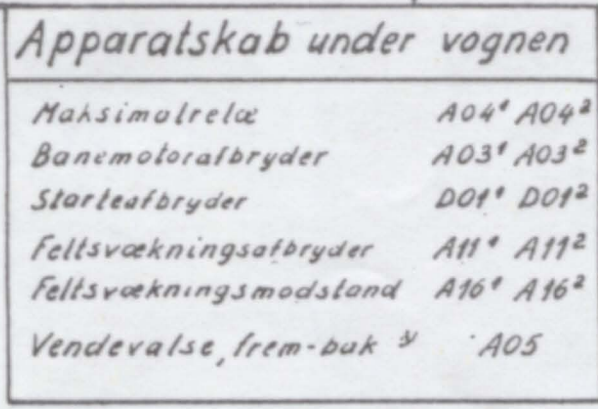 Apparatskab under vognen
Maksimalrelæ A04¹ A04²
Banemotorafbryder A03¹ A03²
Starteafbryder D01¹ D01²
Feltsvækningsafbryder A11¹ A11²
Feltsvækningsmodstand A16¹ A16²
Vendevalse, frem-bak ³⁾ A05